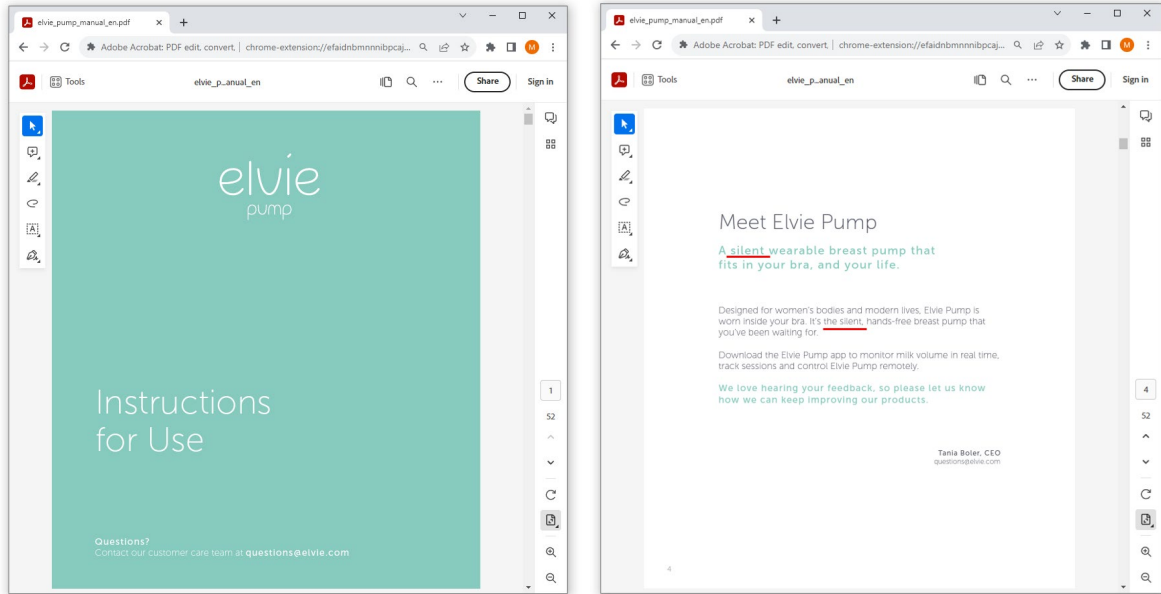 elvie_pump_manual_en.pdf
Adobe Acrobat: PDF edit, convert, | chrome-extension://efaidnbmnnnibpcaj...
M
Tools
elvie_p_anual_en
Share
Sign in
elvie
pump
Instructions
for Use
Questions?
Contact our customer care team at questions@elvie.com
1
52
elvie_pump_manual_en.pdf
Adobe Acrobat: PDF edit, convert, | chrome-extension://efaidnbmnnnibpcaj...
M
Tools
elvie_p_anual_en
Share
Sign in
Meet Elvie Pump
A silent wearable breast pump that
fits in your bra, and your life.
Designed for women's bodies and modern lives, Elvie Pump is
worn inside your bra. It's the silent, hands-free breast pump that
you've been waiting for.
Download the Elvie Pump app to monitor milk volume in real time,
track sessions and control Elvie Pump remotely.
We love hearing your feedback, so please let us know
how we can keep improving our products.
Tania Boler, CEO
questions@elvie.com
4
4
52